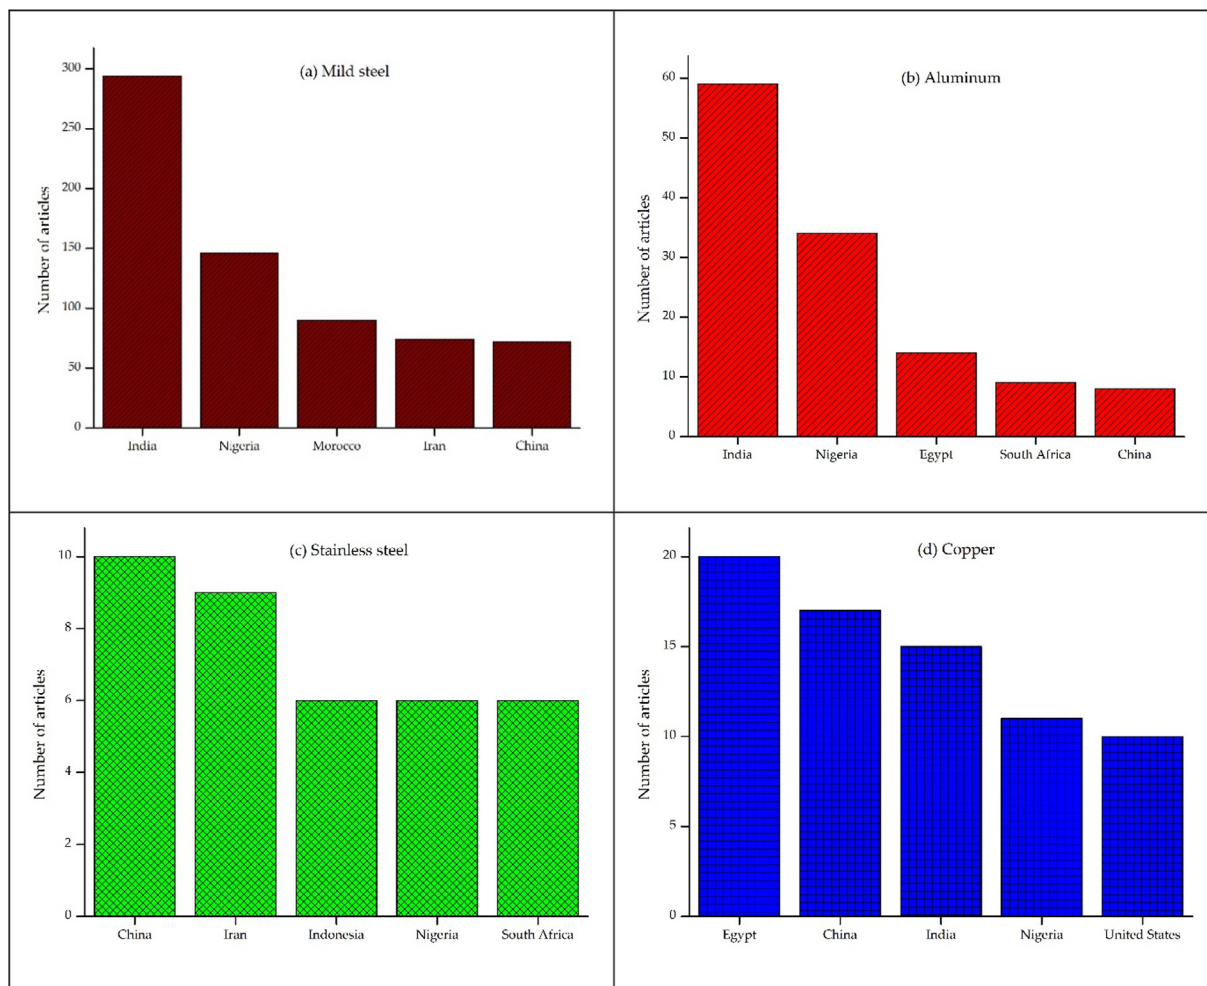 (a) Mild steel
Number of articles
300
250
200
150
100
50
0
India Nigeria Morocco Iran China
(b) Aluminum
Number of articles
60
50
40
30
20
10
0
India Nigeria Egypt South Africa China
(c) Stainless steel
Number of articles
10
8
6
4
2
0
China Iran Indonesia Nigeria South Africa
(d) Copper
Number of articles
20
15
10
5
0
Egypt China India Nigeria United States